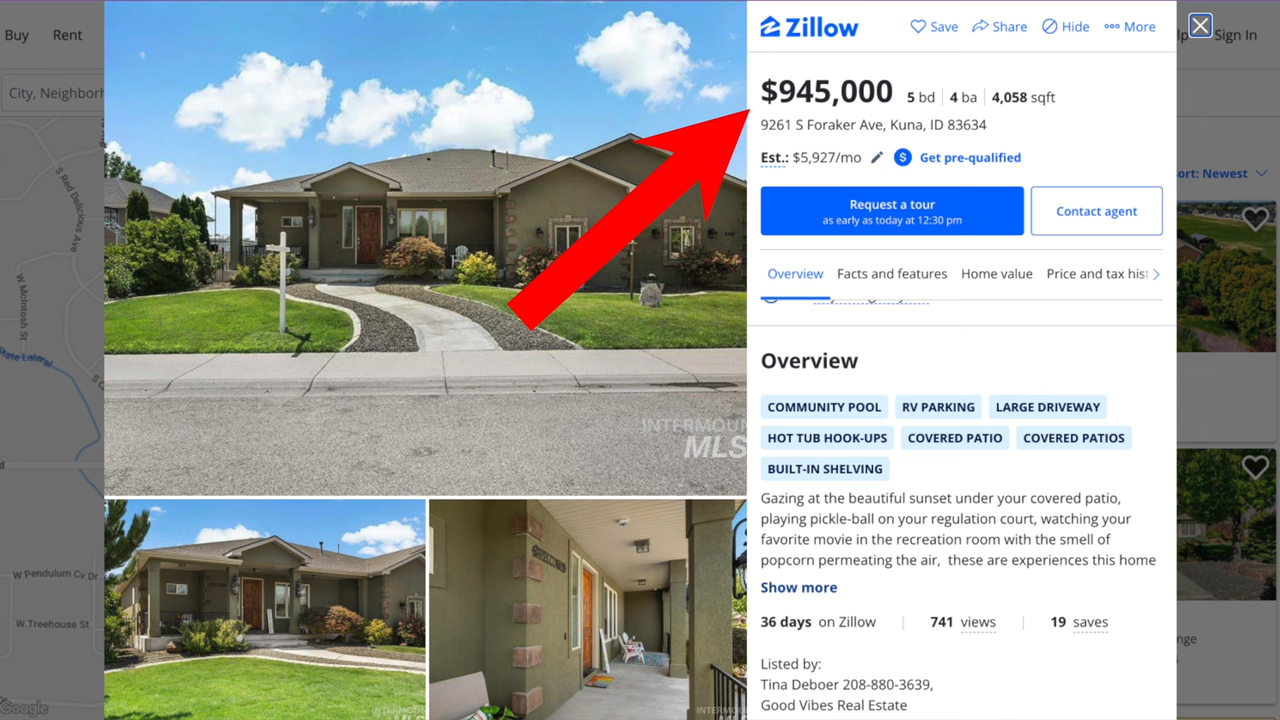 Buy Rent
Sign In
City, Neighborh
ort: Newest
S Red Delicious Ave
W McIntosh St
State Lateral
W Pendulum Cv Dr
W Treehouse St
Google
INTERMOUN
MLS
Zillow
Save Share Hide More
$945,000 5 bd 4 ba 4,058 sqft
9261 S Foraker Ave, Kuna, ID 83634
Est.: $5,927/mo $ Get pre-qualified
Request a tour
as early as today at 12:30 pm
Contact agent
Overview Facts and features Home value Price and tax hist
Overview
COMMUNITY POOL RV PARKING LARGE DRIVEWAY
HOT TUB HOOK-UPS COVERED PATIO COVERED PATIOS
BUILT-IN SHELVING
Gazing at the beautiful sunset under your covered patio,
playing pickle-ball on your regulation court, watching your
favorite movie in the recreation room with the smell of
popcorn permeating the air, these are experiences this home
Show more
36 days on Zillow 741 views 19 saves
Listed by:
Tina Deboer 208-880-3639,
Good Vibes Real Estate
nge